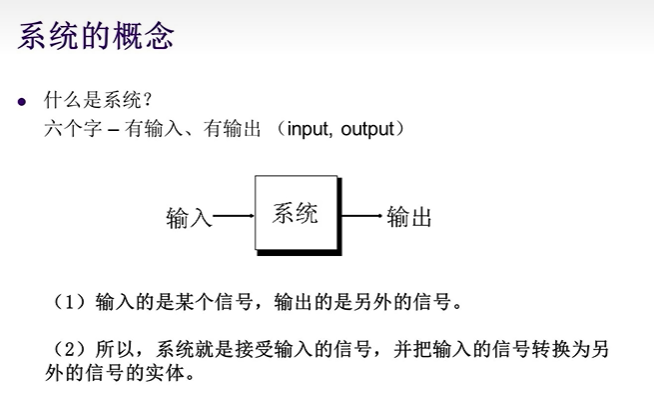 系统的概念
● 什么是系统?
六个字 – 有输入、有输出 （input, output）
输入 系统 输出
（1）输入的是某个信号，输出的是另外的信号。
（2）所以，系统就是接受输入的信号，并把输入的信号转换为另
外的信号的实体。